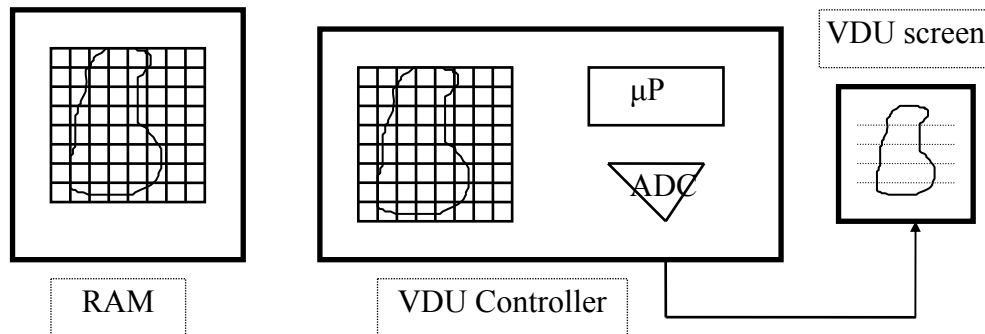 VDU screen
μP
ADC
RAM
VDU Controller